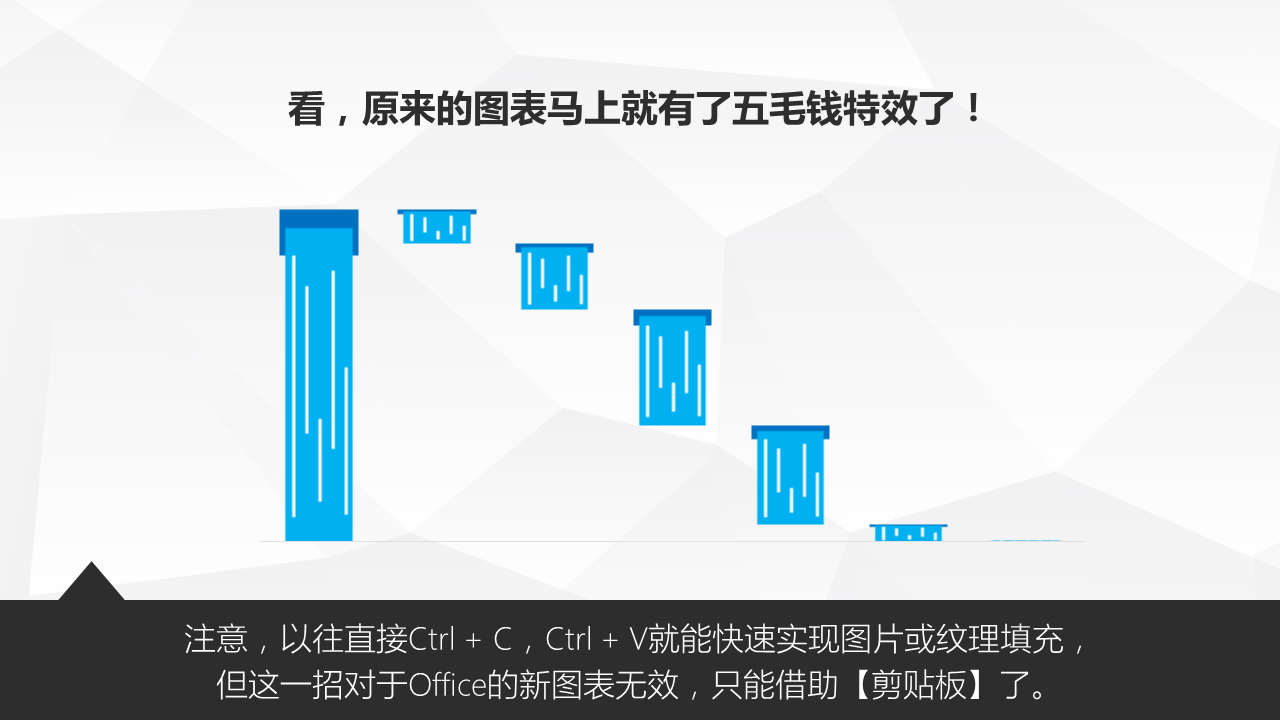 看，原来的图表马上就有了五毛钱特效了！
注意，以往直接Ctrl + C，Ctrl + V就能快速实现图片或纹理填充，
但这一招对于Office的新图表无效，只能借助【剪贴板】了。